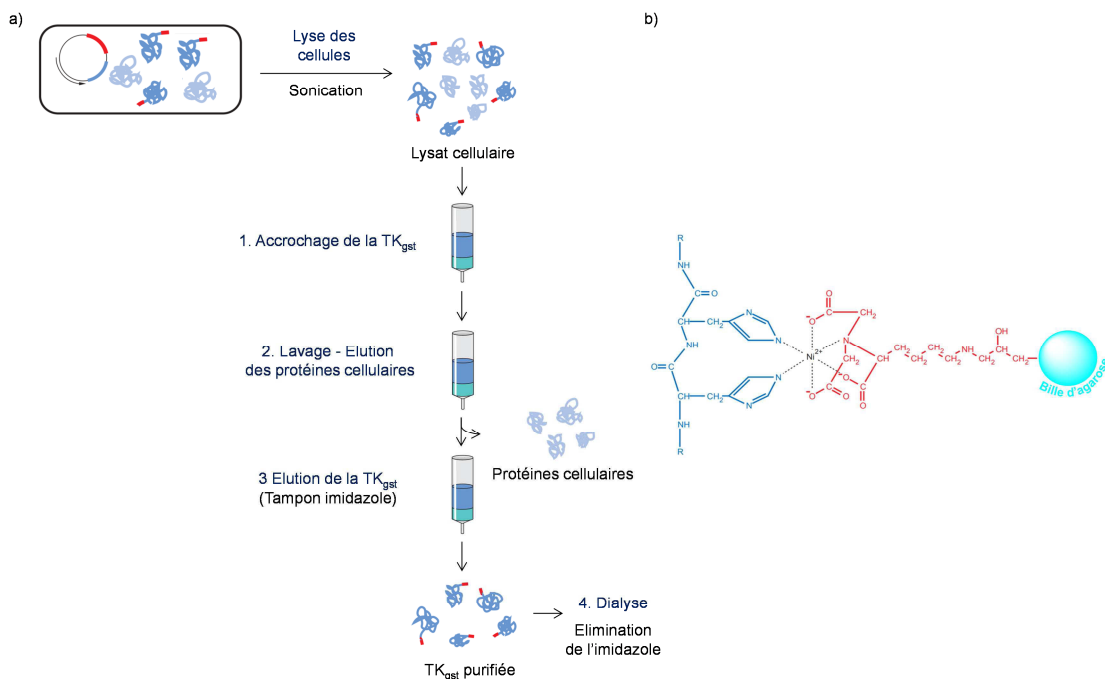 a)
Lyse des
cellules
Sonication
Lysat cellulaire
1. Accrochage de la TKgst
2. Lavage - Elution
des protéines cellulaires
Protéines cellulaires
3 Elution de la TKgst
(Tampon imidazole)
4. Dialyse
Elimination
de l'imidazole
TKgst purifiée
b)
R
NH
C=O
CH
CH2
N
N
H
NH
O
C
CH
CH2
N
N
H
NH
R
Ni2+
O
C
CH2
-O
N
CH2
CH
CH2
CH2
CH2
CH2
NH
CH2
OH
CH
O
C
O
-O
C
O
Bille d'agarose